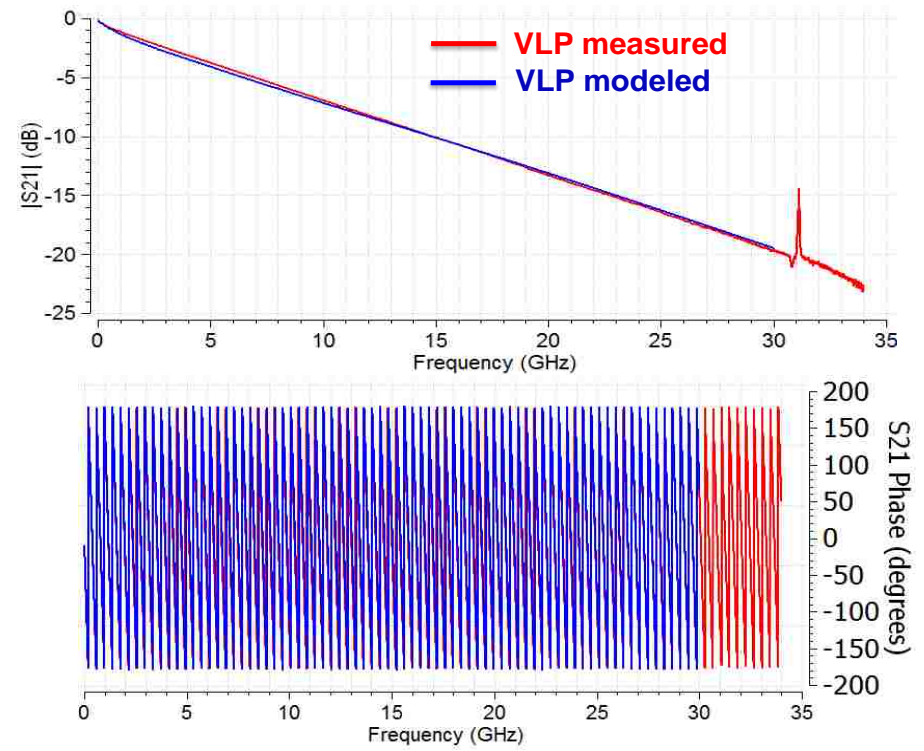 VLP measured
VLP modeled
|S21| (dB)
0
-5
-10
-15
-20
-25
0 5 10 15 20 25 30 35
Frequency (GHz)
200
150
100
50
0
-50
-100
-150
-200
S21 Phase (degrees)
0 5 10 15 20 25 30 35
Frequency (GHz)